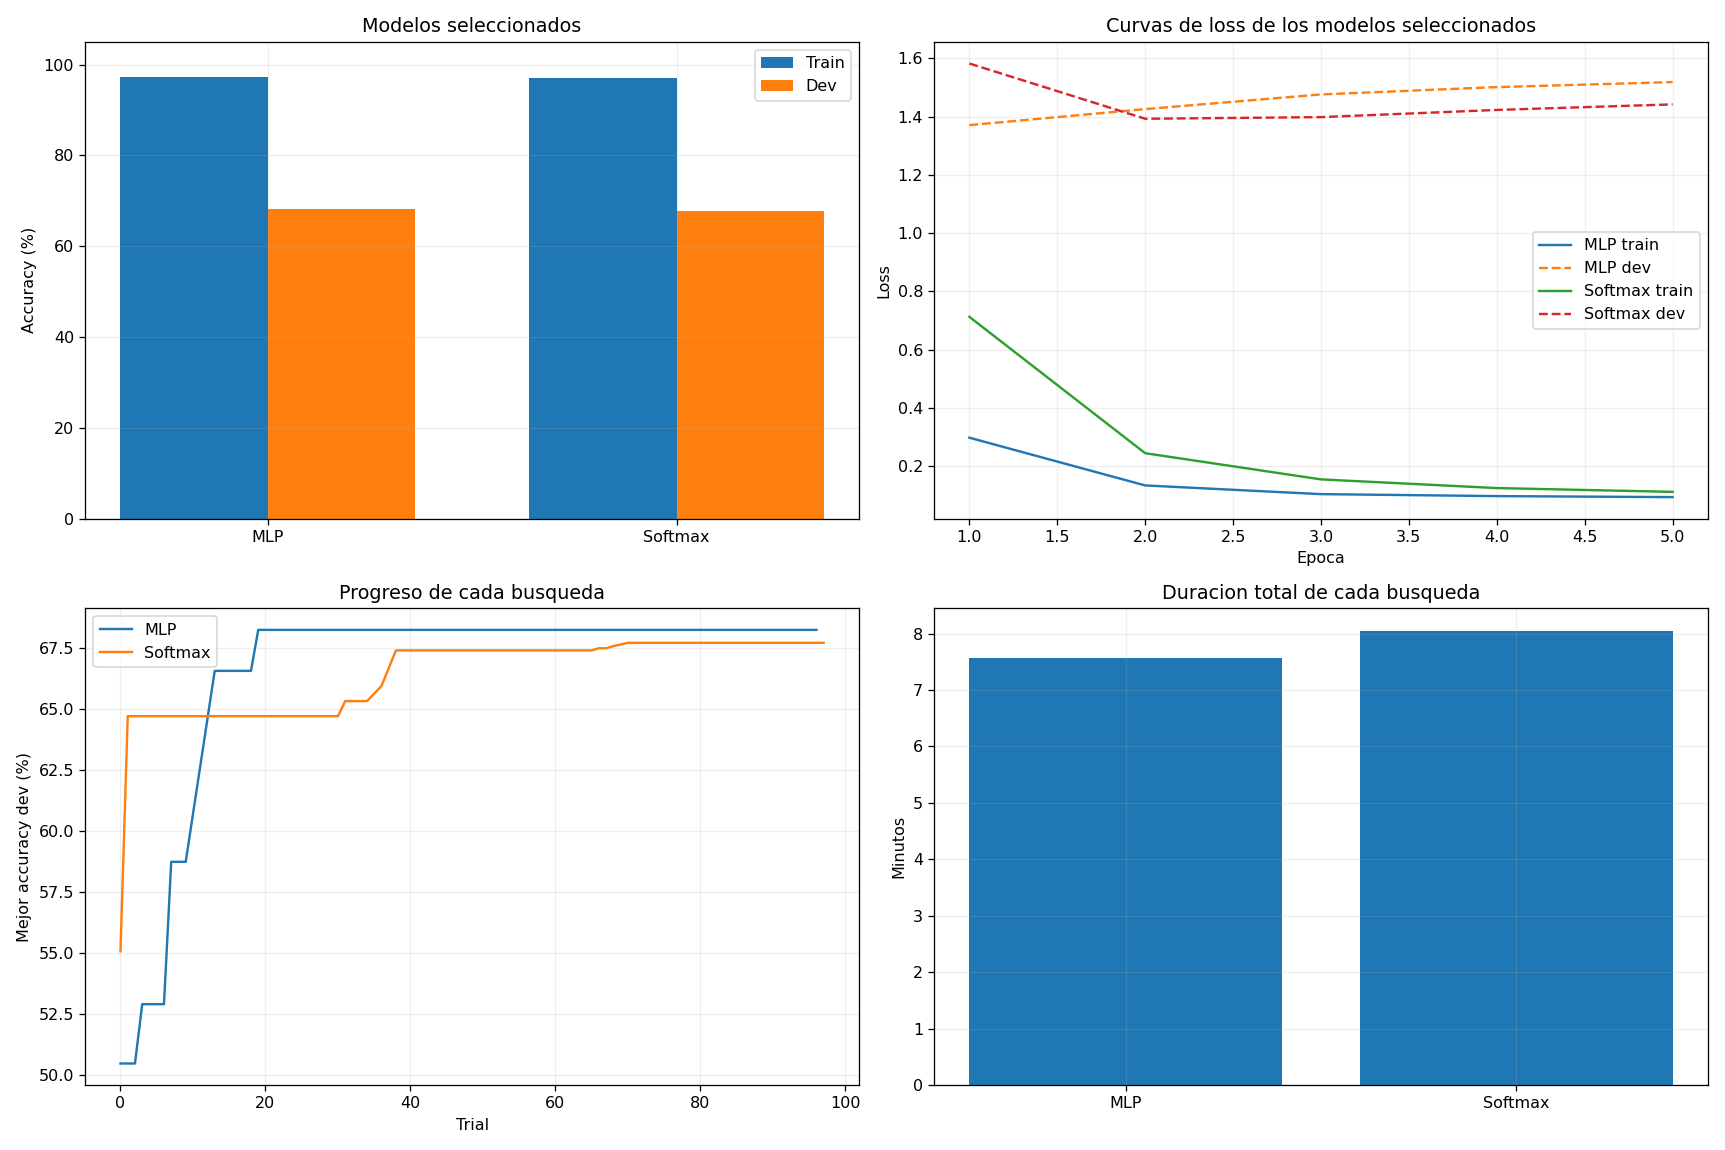 Modelos seleccionados
Accuracy (%)
100
80
60
40
20
0
MLP
Softmax
Train
Dev
Curvas de loss de los modelos seleccionados
Loss
1.6
1.4
1.2
1.0
0.8
0.6
0.4
0.2
1.0
1.5
2.0
2.5
3.0
3.5
4.0
4.5
5.0
Epoca
MLP train
MLP dev
Softmax train
Softmax dev
Progreso de cada busqueda
Mejor accuracy dev (%)
67.5
65.0
62.5
60.0
57.5
55.0
52.5
50.0
0
20
40
60
80
100
Trial
MLP
Softmax
Duracion total de cada busqueda
Minutos
8
7
6
5
4
3
2
1
0
MLP
Softmax